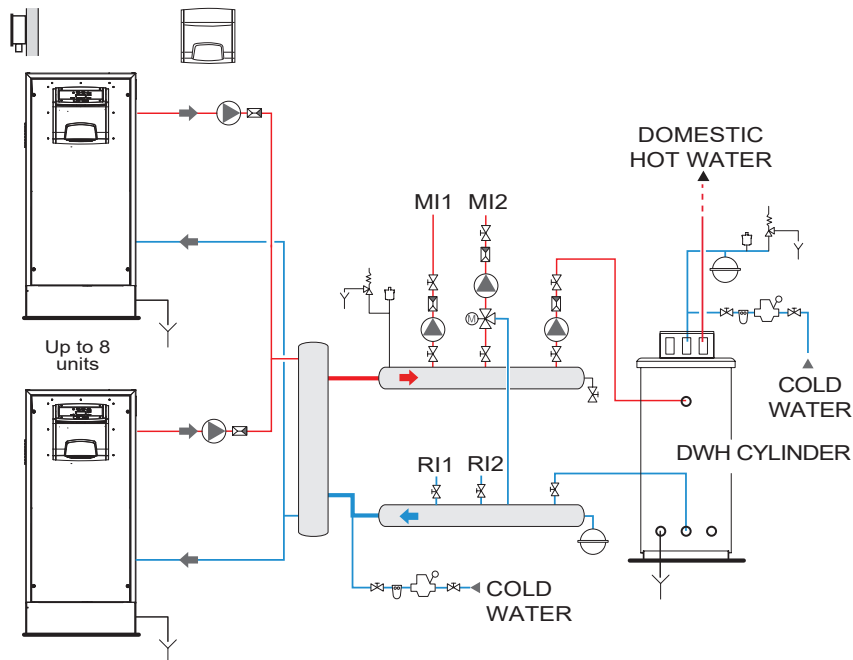 DOMESTIC
HOT WATER
MI1
MI2
M
Up to 8
units
COLD
WATER
RI1
RI2
DWH CYLINDER
COLD
WATER